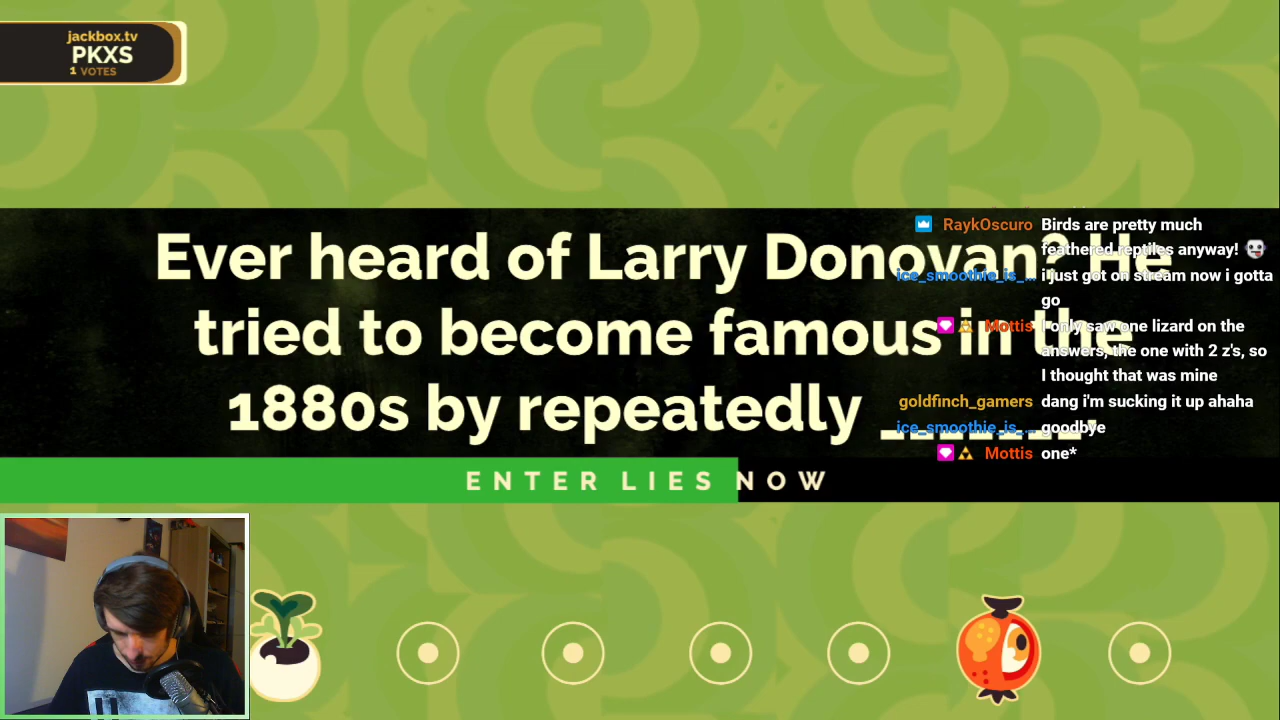 jackbox.tv
PKXS
1 VOTES
Ever heard of Larry Donovan? He
tried to become famous in the
1880s by repeatedly ________.
ENTER LIES NOW
RaykOscuro Birds are pretty much
feathered reptiles anyway!
ice_smoothie_is_... i just got on stream now i gotta
go
Mottis I only saw one lizard on the
answers, the one with 2 z's, so
I thought that was mine
goldfinch_gamers dang i'm sucking it up ahaha
ice_smoothie_is_... goodbye
Mottis one*